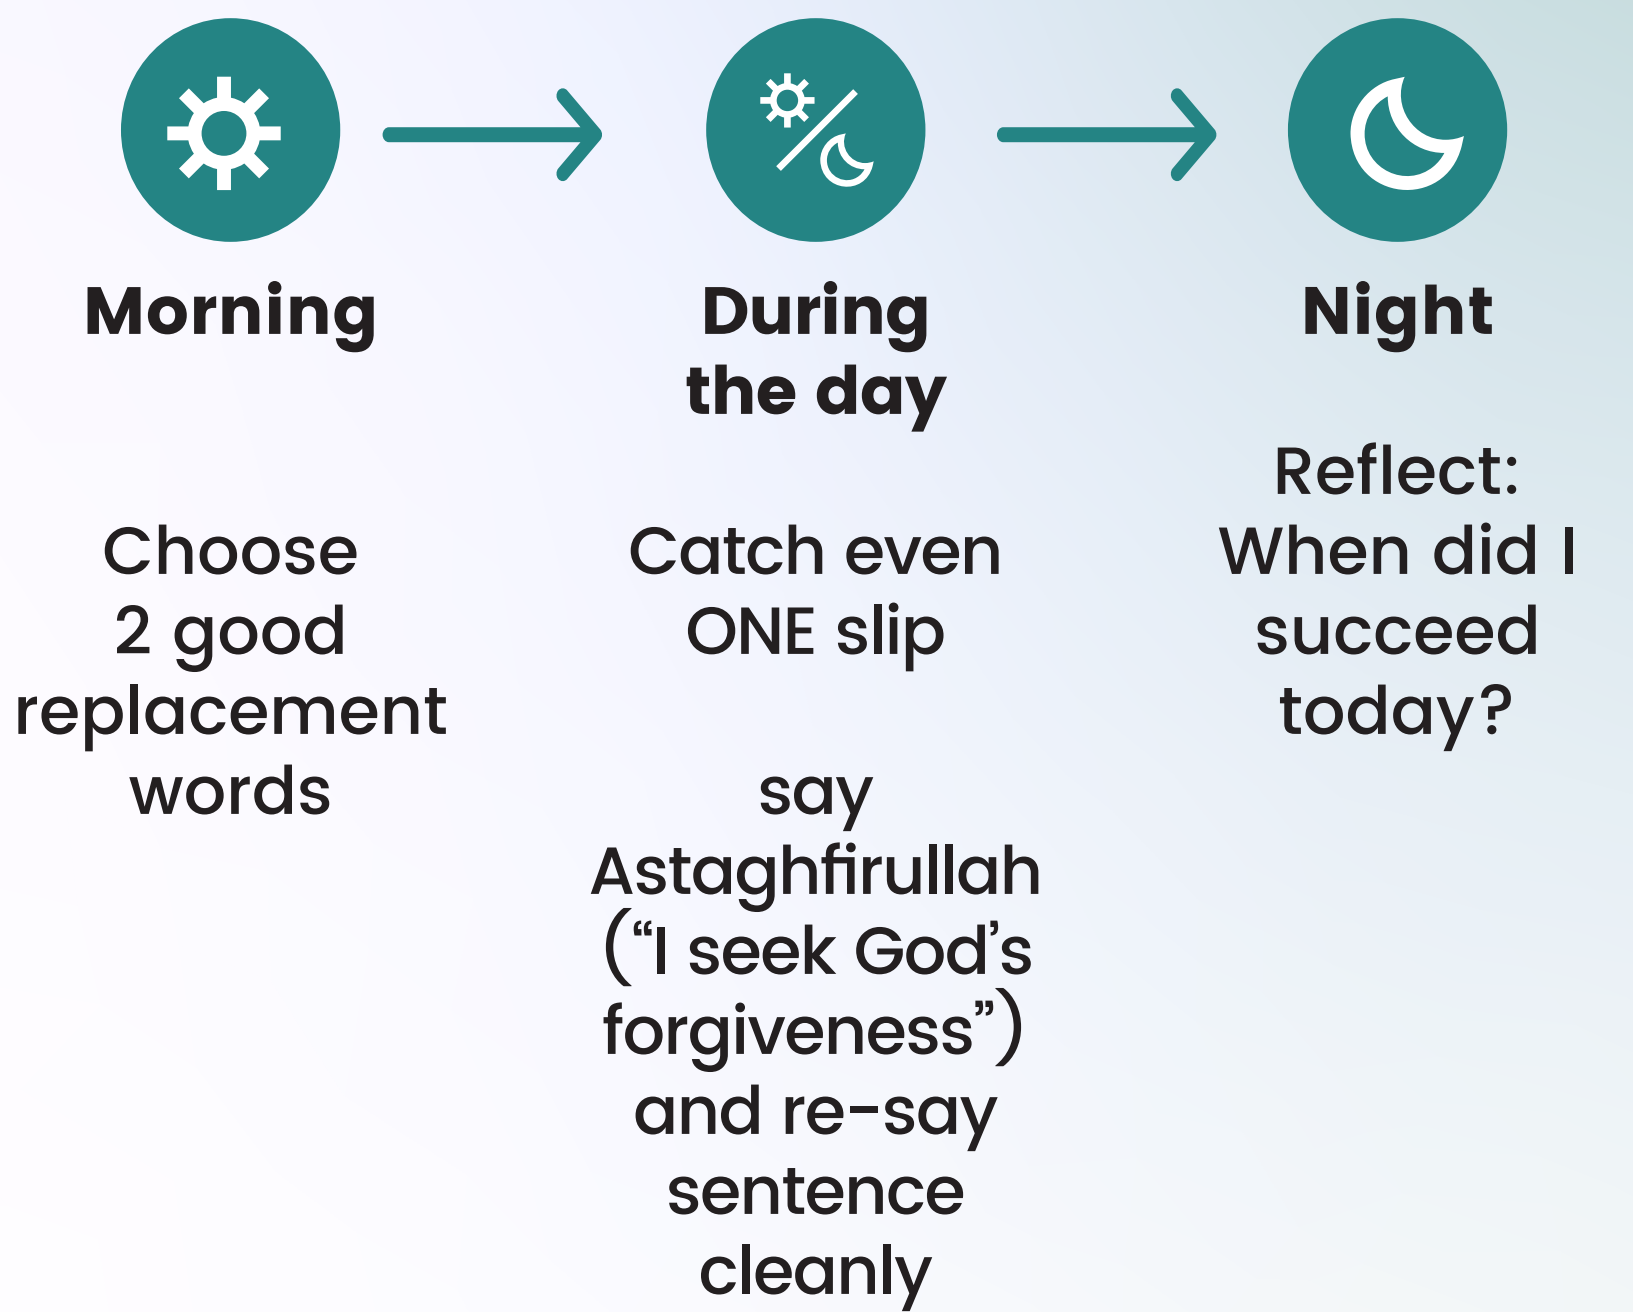 Morning
Choose
2 good
replacement
words
During
the day
Catch even
ONE slip
say
Astaghfirullah
(“I seek God’s
forgiveness”)
and re-say
sentence
cleanly
Night
Reflect:
When did I
succeed
today?